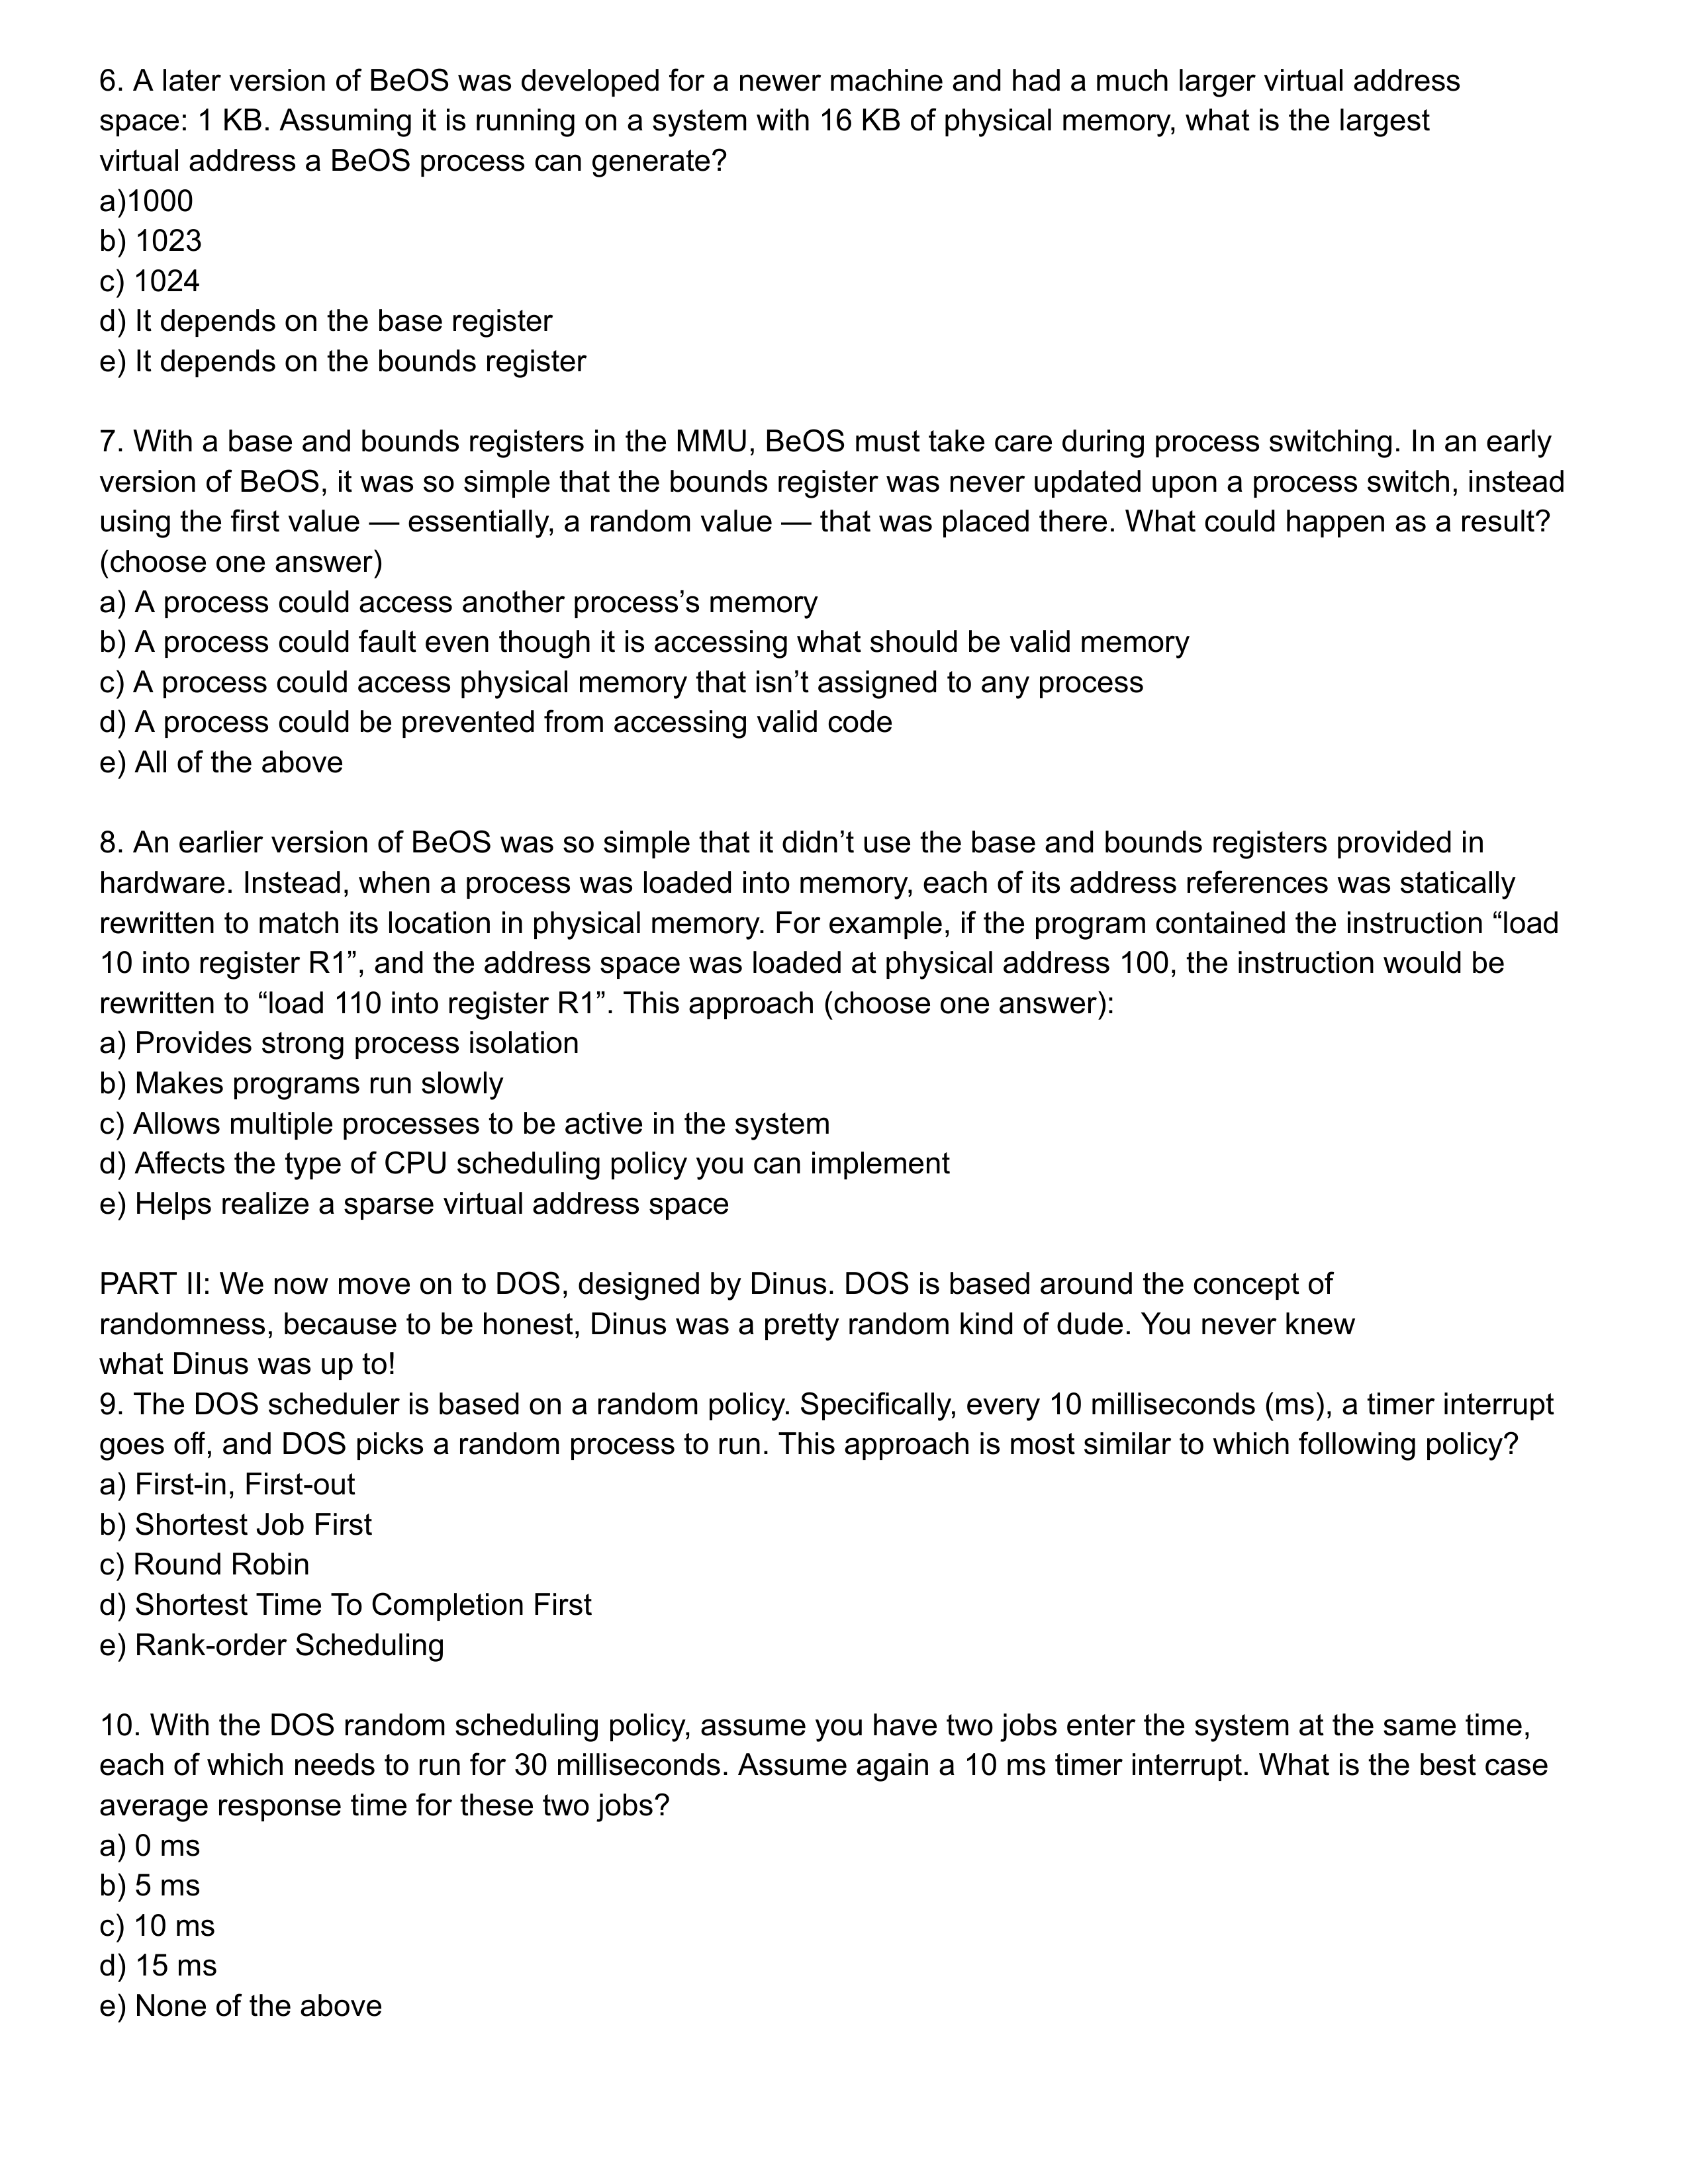 6. A later version of BeOS was developed for a newer machine and had a much larger virtual address
space: 1 KB. Assuming it is running on a system with 16 KB of physical memory, what is the largest
virtual address a BeOS process can generate?
a)1000
b) 1023
c) 1024
d) It depends on the base register
e) It depends on the bounds register
7. With a base and bounds registers in the MMU, BeOS must take care during process switching. In an early
version of BeOS, it was so simple that the bounds register was never updated upon a process switch, instead
using the first value — essentially, a random value — that was placed there. What could happen as a result?
(choose one answer)
a) A process could access another process’s memory
b) A process could fault even though it is accessing what should be valid memory
c) A process could access physical memory that isn’t assigned to any process
d) A process could be prevented from accessing valid code
e) All of the above
8. An earlier version of BeOS was so simple that it didn’t use the base and bounds registers provided in
hardware. Instead, when a process was loaded into memory, each of its address references was statically
rewritten to match its location in physical memory. For example, if the program contained the instruction “load
10 into register R1”, and the address space was loaded at physical address 100, the instruction would be
rewritten to “load 110 into register R1”. This approach (choose one answer):
a) Provides strong process isolation
b) Makes programs run slowly
c) Allows multiple processes to be active in the system
d) Affects the type of CPU scheduling policy you can implement
e) Helps realize a sparse virtual address space
PART II: We now move on to DOS, designed by Dinus. DOS is based around the concept of
randomness, because to be honest, Dinus was a pretty random kind of dude. You never knew
what Dinus was up to!
9. The DOS scheduler is based on a random policy. Specifically, every 10 milliseconds (ms), a timer interrupt
goes off, and DOS picks a random process to run. This approach is most similar to which following policy?
a) First-in, First-out
b) Shortest Job First
c) Round Robin
d) Shortest Time To Completion First
e) Rank-order Scheduling
10. With the DOS random scheduling policy, assume you have two jobs enter the system at the same time,
each of which needs to run for 30 milliseconds. Assume again a 10 ms timer interrupt. What is the best case
average response time for these two jobs?
a) 0 ms
b) 5 ms
c) 10 ms
d) 15 ms
e) None of the above